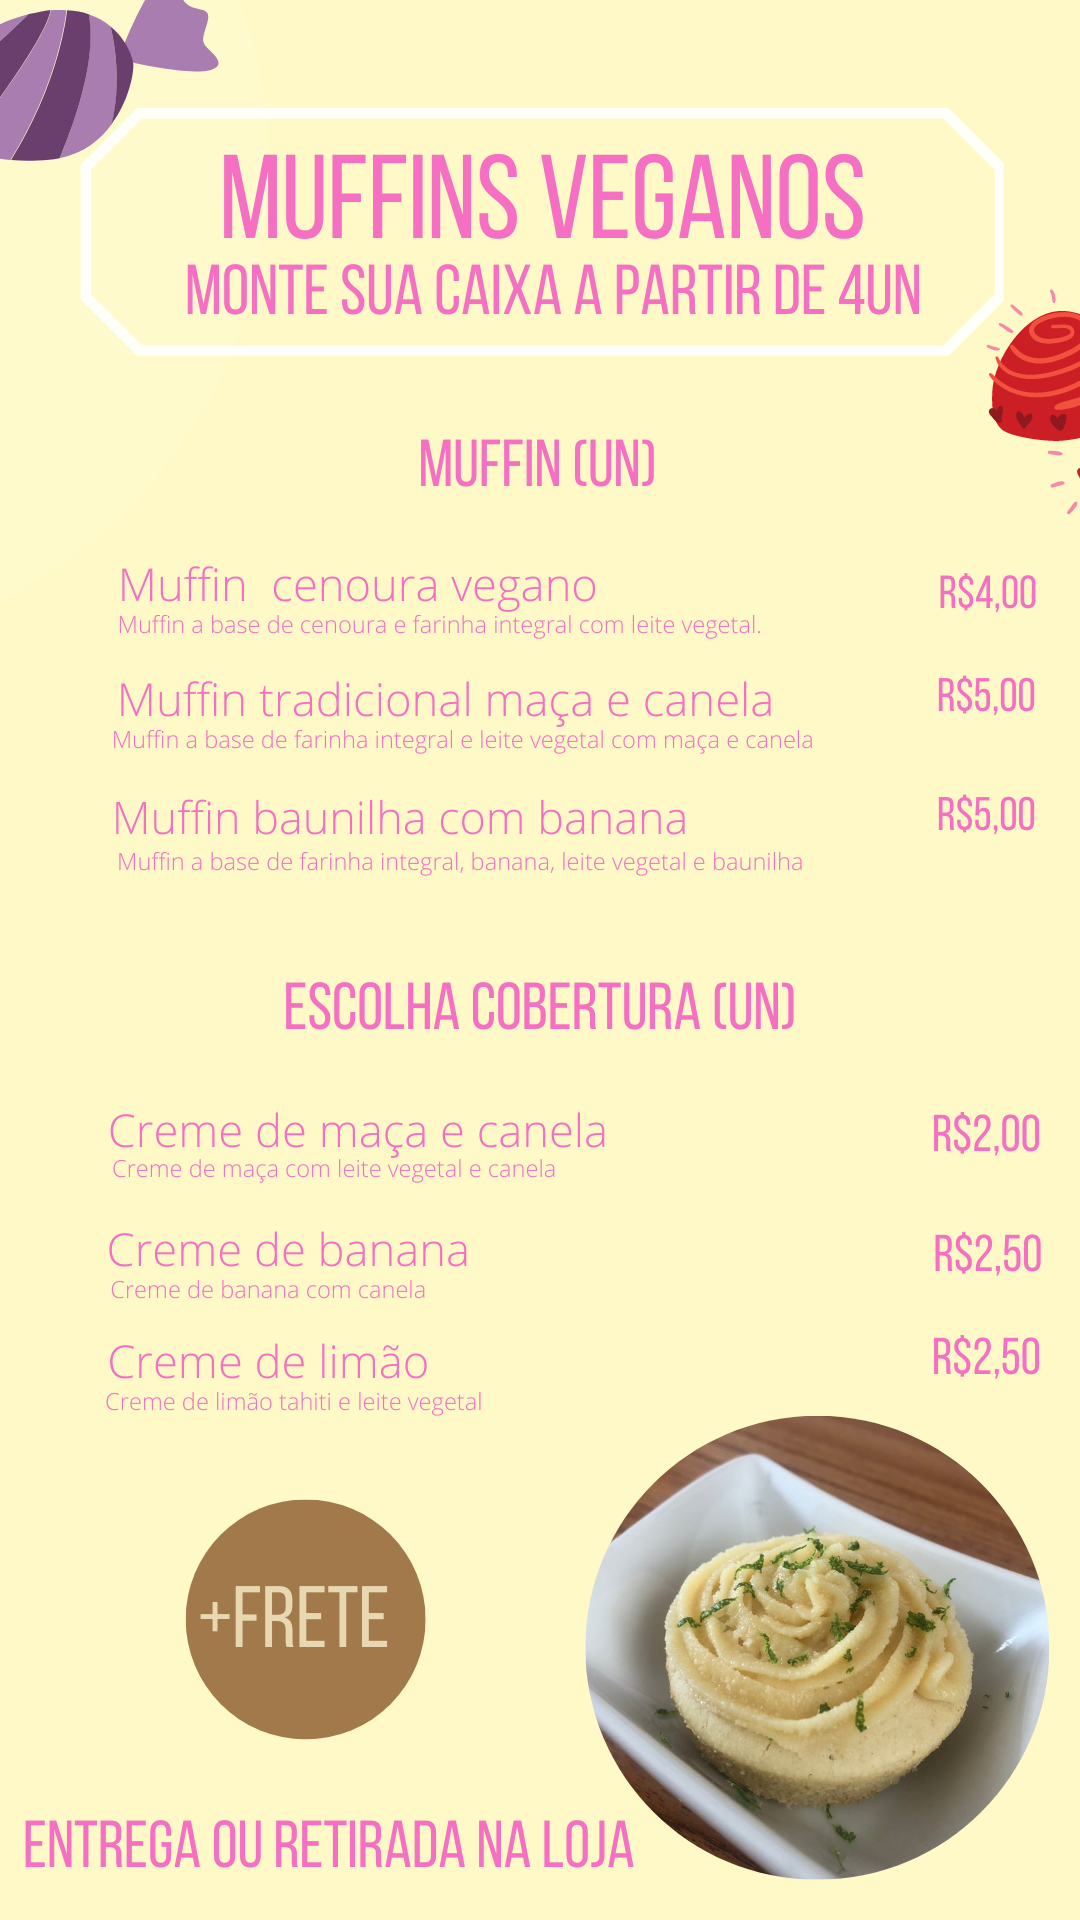 MUFFINS VEGANOS
MONTE SUA CAIXA A PARTIR DE 4UN
MUFFIN (UN)
Muffin cenoura vegano R$4,00
Muffin a base de cenoura e farinha integral com leite vegetal.
Muffin tradicional maça e canela R$5,00
Muffin a base de farinha integral e leite vegetal com maça e canela
Muffin baunilha com banana R$5,00
Muffin a base de farinha integral, banana, leite vegetal e baunilha
ESCOLHA COBERTURA (UN)
Creme de maça e canela R$2,00
Creme de maça com leite vegetal e canela
Creme de banana R$2,50
Creme de banana com canela
Creme de limão R$2,50
Creme de limão tahiti e leite vegetal
+FRETE
ENTREGA OU RETIRADA NA LOJA